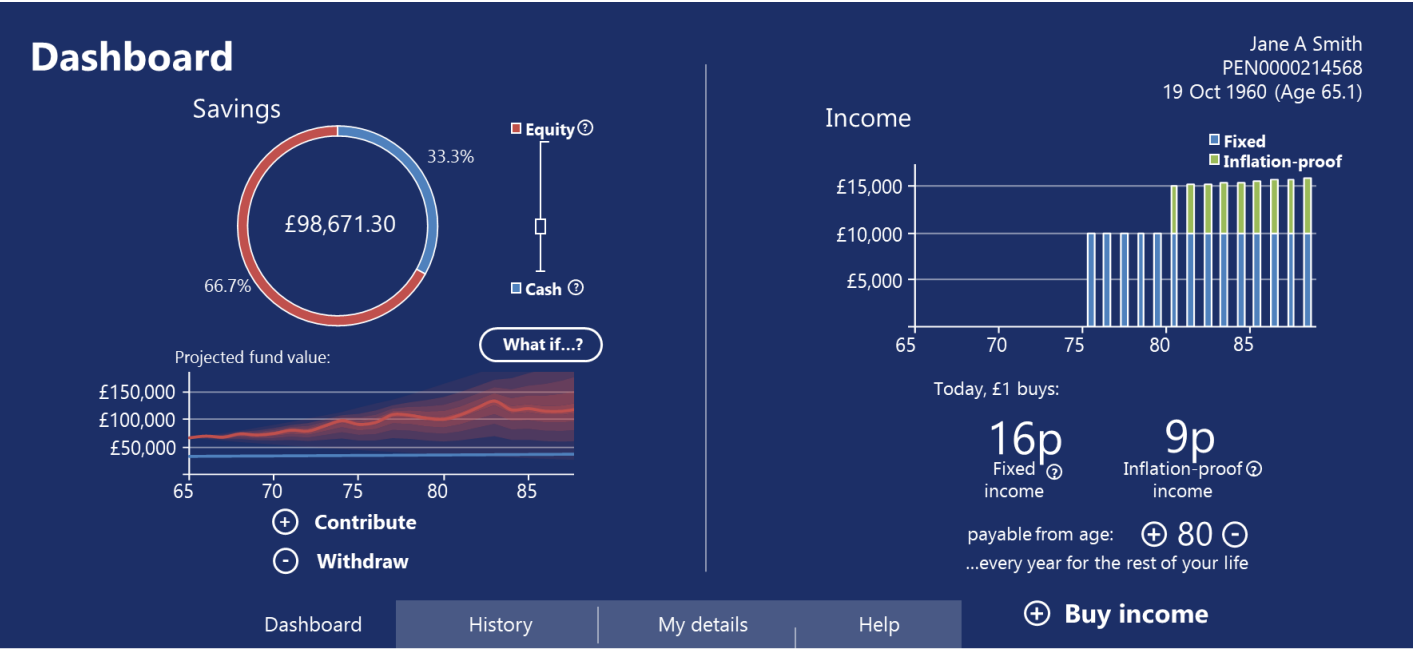 Dashboard
Jane A Smith
PEN0000214568
19 Oct 1960 (Age 65.1)
Savings
Equity ?
33.3%
£98,671.30
66.7%
Cash ?
What if...?
Projected fund value:
£150,000
£100,000
£50,000
65 70 75 80 85
+ Contribute
- Withdraw
Income
Fixed
Inflation-proof
£15,000
£10,000
£5,000
65 70 75 80 85
Today, £1 buys:
16p 9p
Fixed ? Inflation-proof ?
income income
payable from age: + 80 -
...every year for the rest of your life
+ Buy income
Dashboard History My details Help